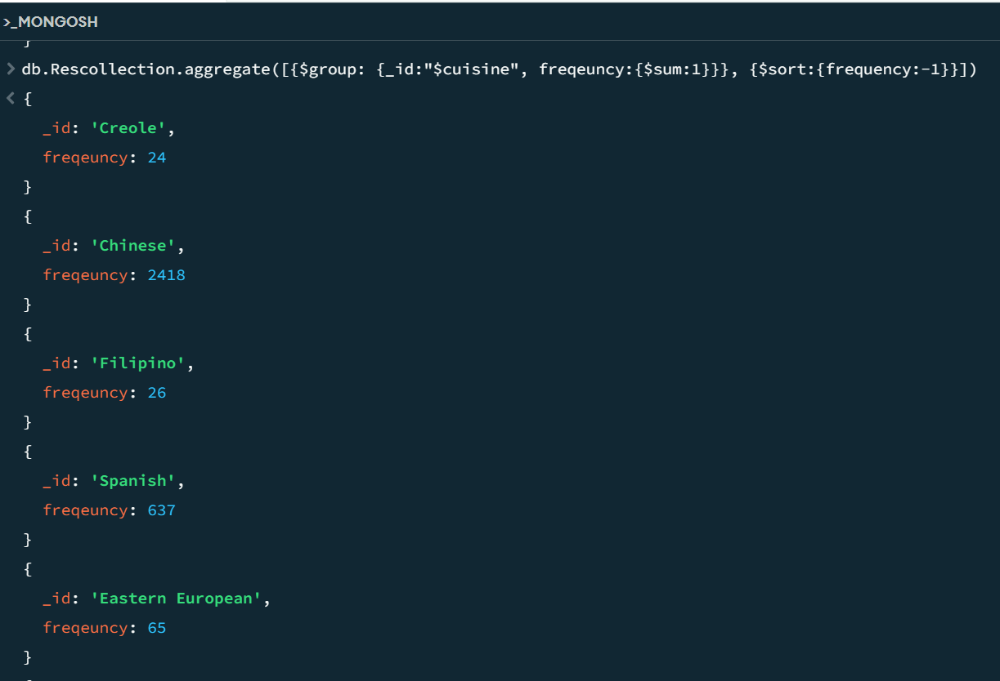 >_MONGOSH
}
> db.Rescollection.aggregate([{$group: {_id:"$cuisine", freqeuncy:{$sum:1}}}, {$sort:{frequency:-1}}])
< {
_id: 'Creole',
freqeuncy: 24
}
{
_id: 'Chinese',
freqeuncy: 2418
}
{
_id: 'Filipino',
freqeuncy: 26
}
{
_id: 'Spanish',
freqeuncy: 637
}
{
_id: 'Eastern European',
freqeuncy: 65
}